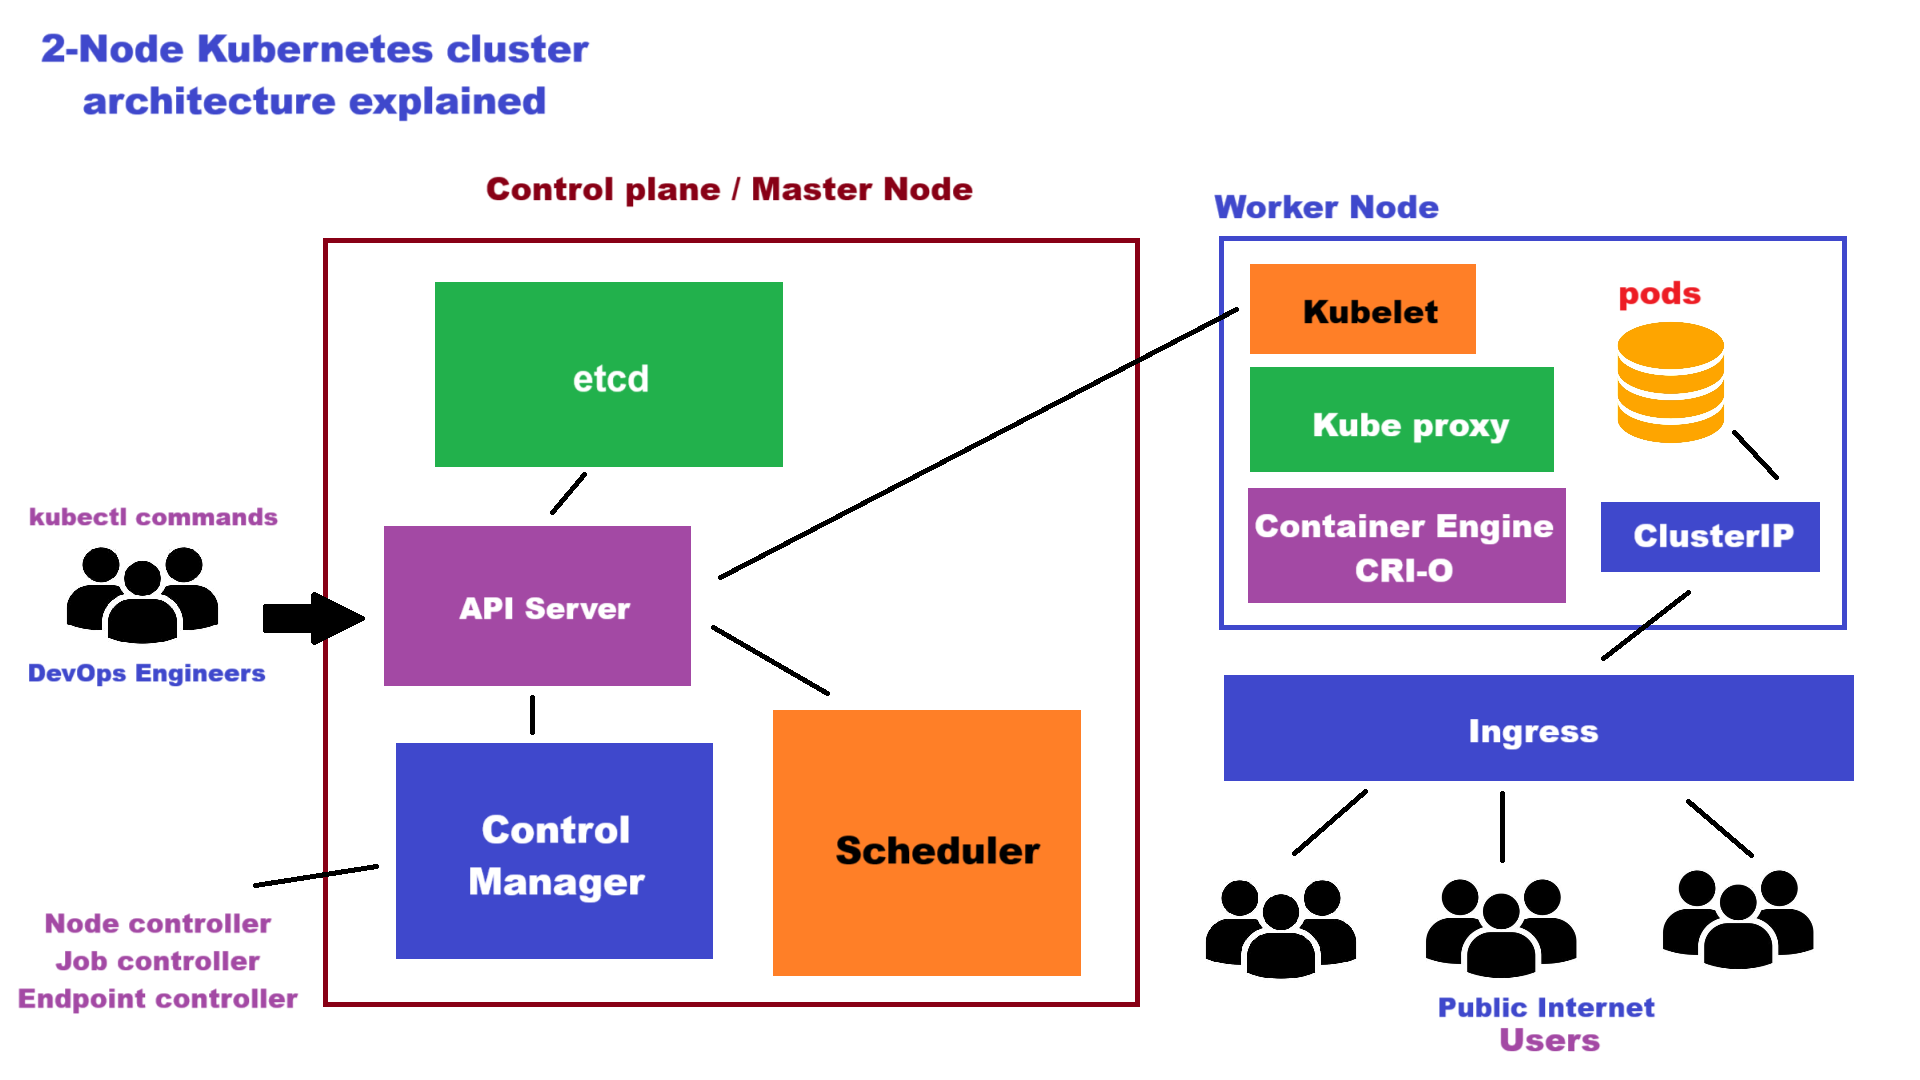 2-Node Kubernetes cluster
architecture explained
Control plane / Master Node
Worker Node
etcd
Kubelet
pods
Kube proxy
kubectl commands
Container Engine
CRI-O
ClusterIP
API Server
DevOps Engineers
Ingress
Control
Manager
Scheduler
Node controller
Job controller
Endpoint controller
Public Internet
Users